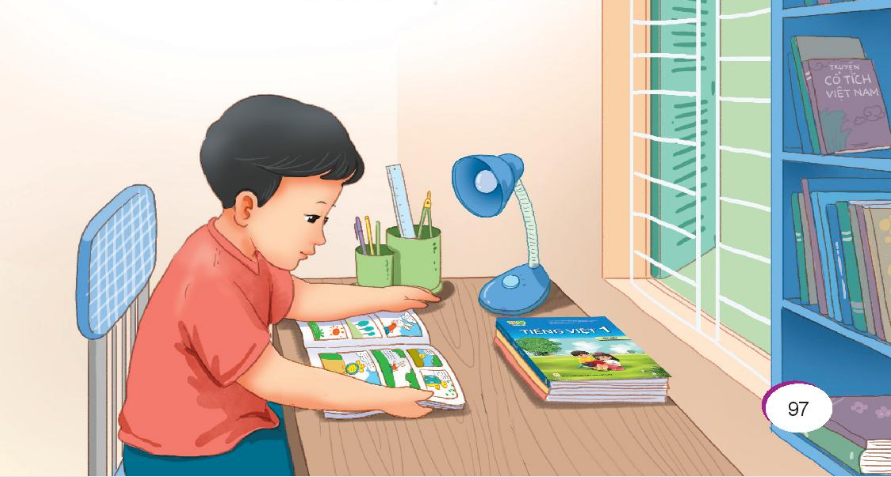 TRUYỆN
CỔ TÍCH
VIỆT NAM
TIẾNG VIỆT 1
97